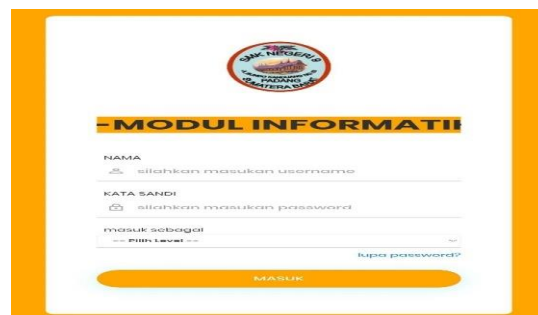 SMK NEGERI 9
PADANG
SUMATERA BARAT
-MODUL INFORMATI
NAMA
silahkan masukan username
KATA SANDI
silahkan masukan password
masuk sebagai
-- Pilih Level --
lupa password?
MASUK